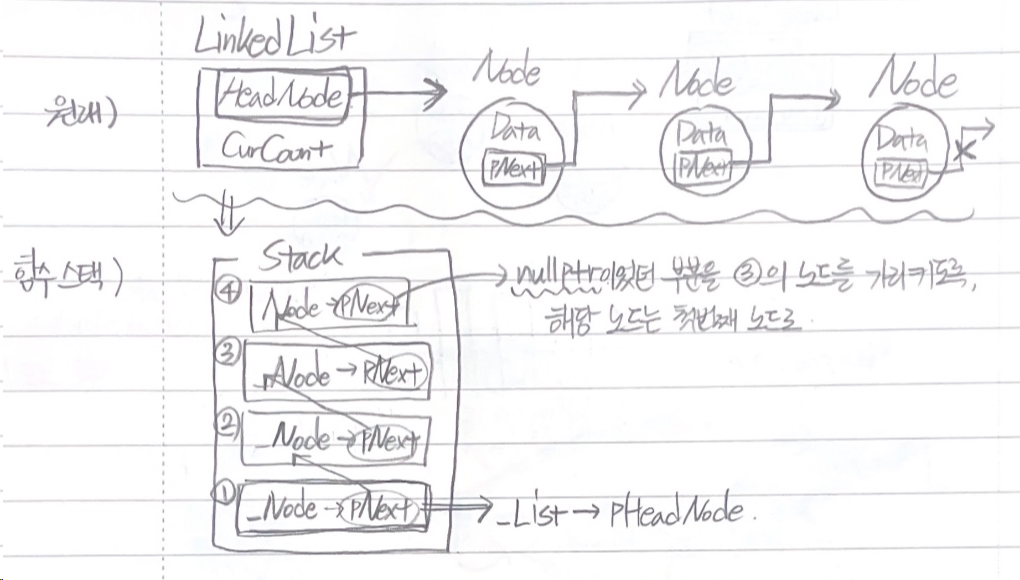 LinkedList
원래)
HeadNode
CurCount
Node
Data
PNext
Node
Data
PNext
Node
Data
PNext
함수스택)
Stack
④ Node → PNext
→ nullptr이었던 부분을 ③의 노드를 가리키도록,
해당 노드는 첫번째 노드로.
③ _Node → PNext
② _Node → PNext
① _Node → PNext → _List → pHeadNode.